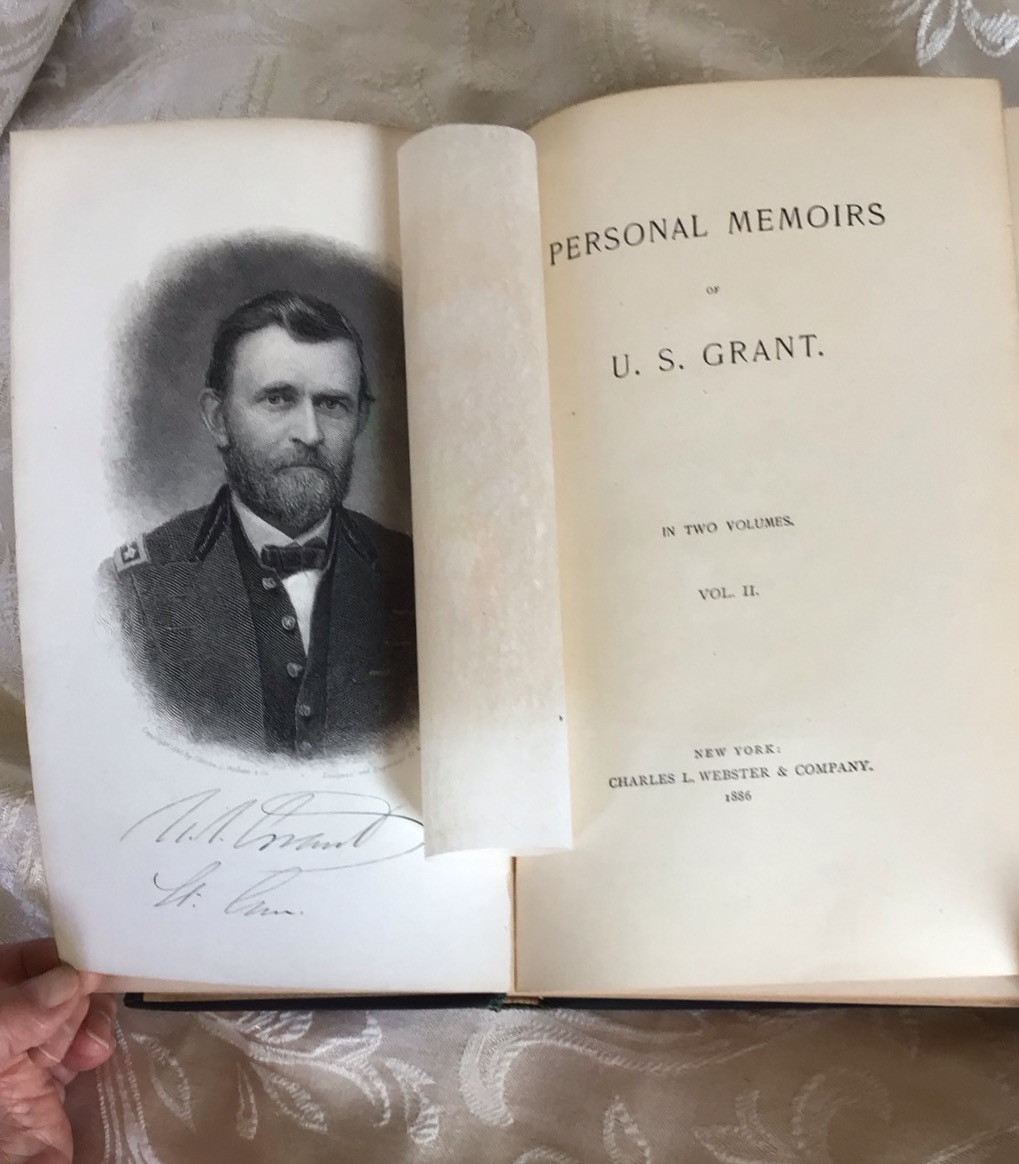 U. S. Grant
Lt. Gen.
PERSONAL MEMOIRS
OF
U. S. GRANT.
IN TWO VOLUMES.
VOL. II.
NEW YORK:
CHARLES L. WEBSTER & COMPANY.
1886